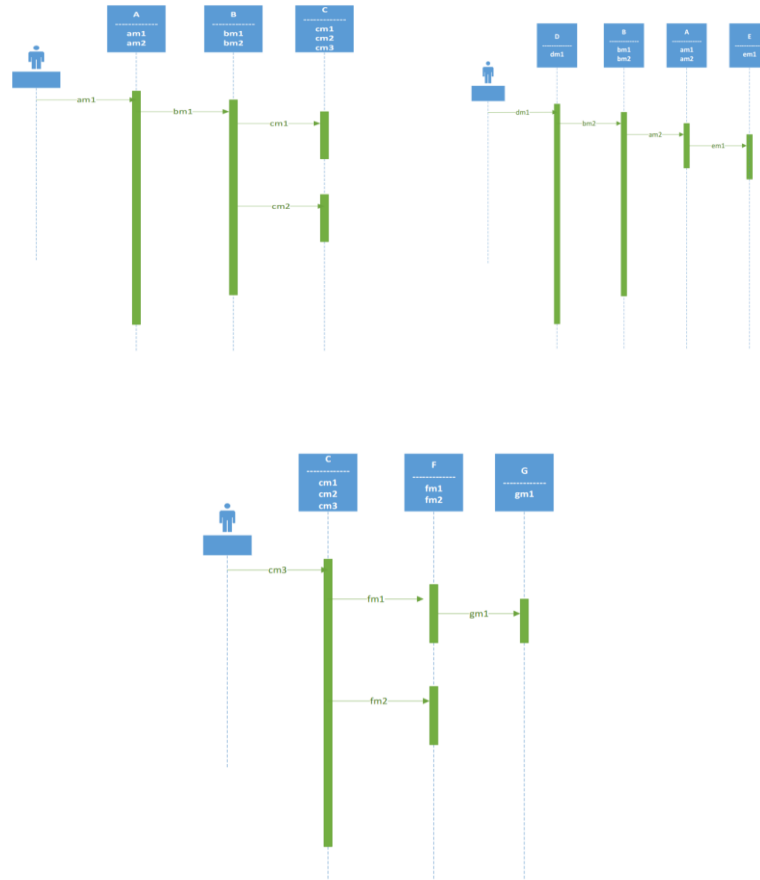 A
-------------
am1
am2
B
-------------
bm1
bm2
C
-------------
cm1
cm2
cm3
am1
bm1
cm1
cm2
D
-------------
dm1
B
-------------
bm1
bm2
A
-------------
am1
am2
E
-------------
em1
dm1
bm2
am2
em1
C
-------------
cm1
cm2
cm3
F
-------------
fm1
fm2
G
-------------
gm1
cm3
fm1
gm1
fm2